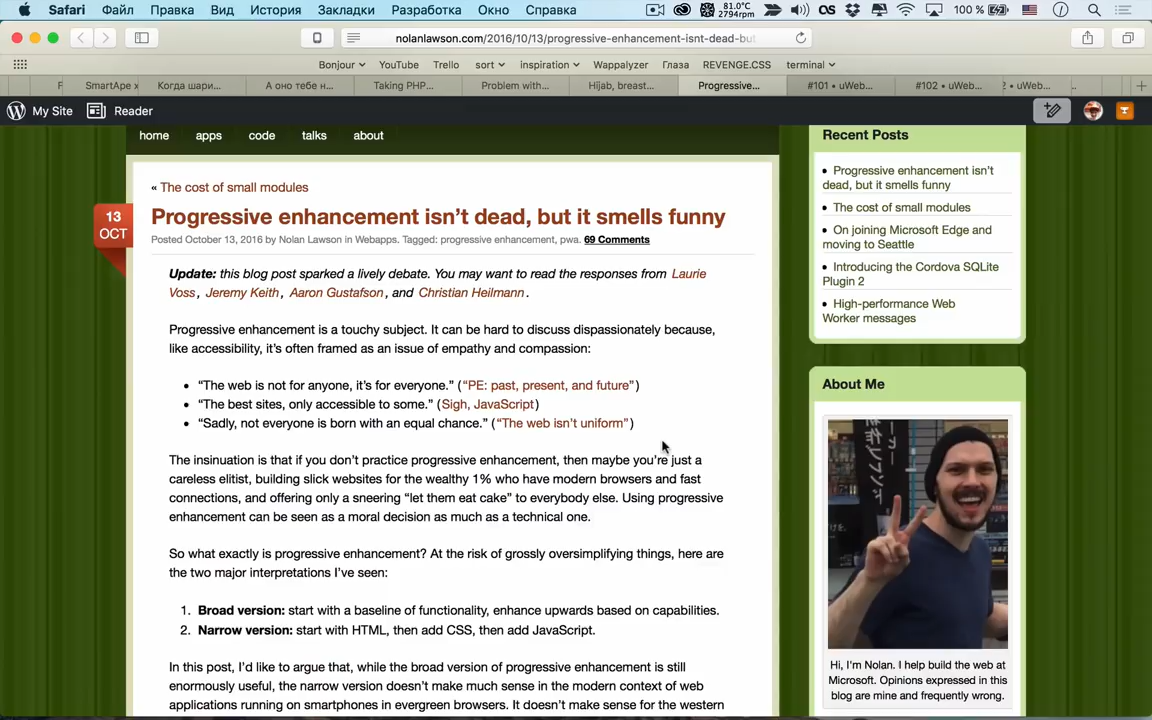 Safari Файл Правка Вид История Закладки Разработка Окно Справка 81.0°C 2794rpm 100 %
nolanlawson.com/2016/10/13/progressive-enhancement-isnt-dead-but
Bonjour YouTube Trello sort inspiration Wappalyzer Глаза REVENGE.CSS terminal
F SmartApe × Когда шари... А оно тебе н... Taking PHP... Problem with... Hijab, breast... Progressive... #101 • uWeb... #102 • uWeb... 2 • uWeb...
My Site Reader
home apps code talks about
« The cost of small modules
13
OCT
Progressive enhancement isn’t dead, but it smells funny
Posted October 13, 2016 by Nolan Lawson in Webapps. Tagged: progressive enhancement, pwa. 69 Comments
Update: this blog post sparked a lively debate. You may want to read the responses from Laurie
Voss, Jeremy Keith, Aaron Gustafson, and Christian Heilmann.
Progressive enhancement is a touchy subject. It can be hard to discuss dispassionately because,
like accessibility, it’s often framed as an issue of empathy and compassion:
• “The web is not for anyone, it’s for everyone.” (“PE: past, present, and future”)
• “The best sites, only accessible to some.” (Sigh, JavaScript)
• “Sadly, not everyone is born with an equal chance.” (“The web isn’t uniform”)
The insinuation is that if you don’t practice progressive enhancement, then maybe you’re just a
careless elitist, building slick websites for the wealthy 1% who have modern browsers and fast
connections, and offering only a sneering “let them eat cake” to everybody else. Using progressive
enhancement can be seen as a moral decision as much as a technical one.
So what exactly is progressive enhancement? At the risk of grossly oversimplifying things, here are
the two major interpretations I’ve seen:
1. Broad version: start with a baseline of functionality, enhance upwards based on capabilities.
2. Narrow version: start with HTML, then add CSS, then add JavaScript.
In this post, I’d like to argue that, while the broad version of progressive enhancement is still
enormously useful, the narrow version doesn’t make much sense in the modern context of web
applications running on smartphones in evergreen browsers. It doesn’t make sense for the western
Recent Posts
• Progressive enhancement isn’t
dead, but it smells funny
• The cost of small modules
• On joining Microsoft Edge and
moving to Seattle
• Introducing the Cordova SQLite
Plugin 2
• High-performance Web
Worker messages
About Me
Hi, I'm Nolan. I help build the web at
Microsoft. Opinions expressed in this
blog are mine and frequently wrong.